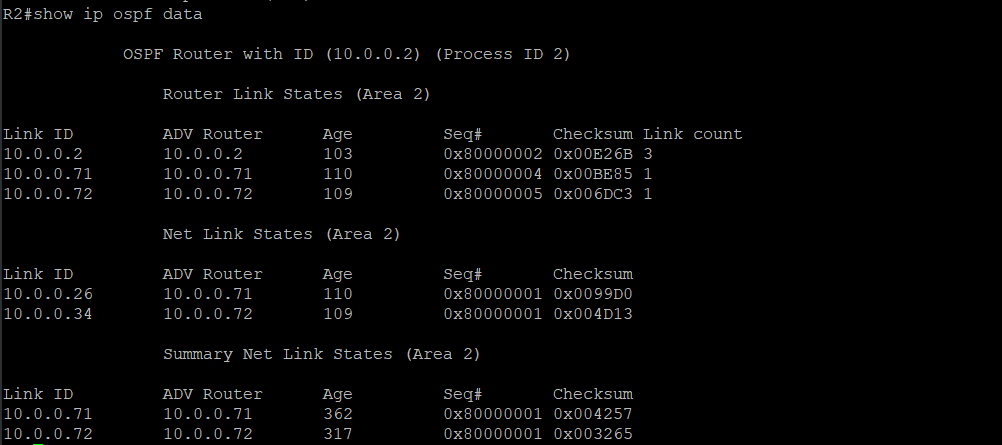 R2#show ip ospf data
OSPF Router with ID (10.0.0.2) (Process ID 2)
Router Link States (Area 2)
Link ID ADV Router Age Seq# Checksum Link count
10.0.0.2 10.0.0.2 103 0x80000002 0x00E26B 3
10.0.0.71 10.0.0.71 110 0x80000004 0x00BE85 1
10.0.0.72 10.0.0.72 109 0x80000005 0x006DC3 1
Net Link States (Area 2)
Link ID ADV Router Age Seq# Checksum
10.0.0.26 10.0.0.71 110 0x80000001 0x0099D0
10.0.0.34 10.0.0.72 109 0x80000001 0x004D13
Summary Net Link States (Area 2)
Link ID ADV Router Age Seq# Checksum
10.0.0.71 10.0.0.71 362 0x80000001 0x004257
10.0.0.72 10.0.0.72 317 0x80000001 0x003265